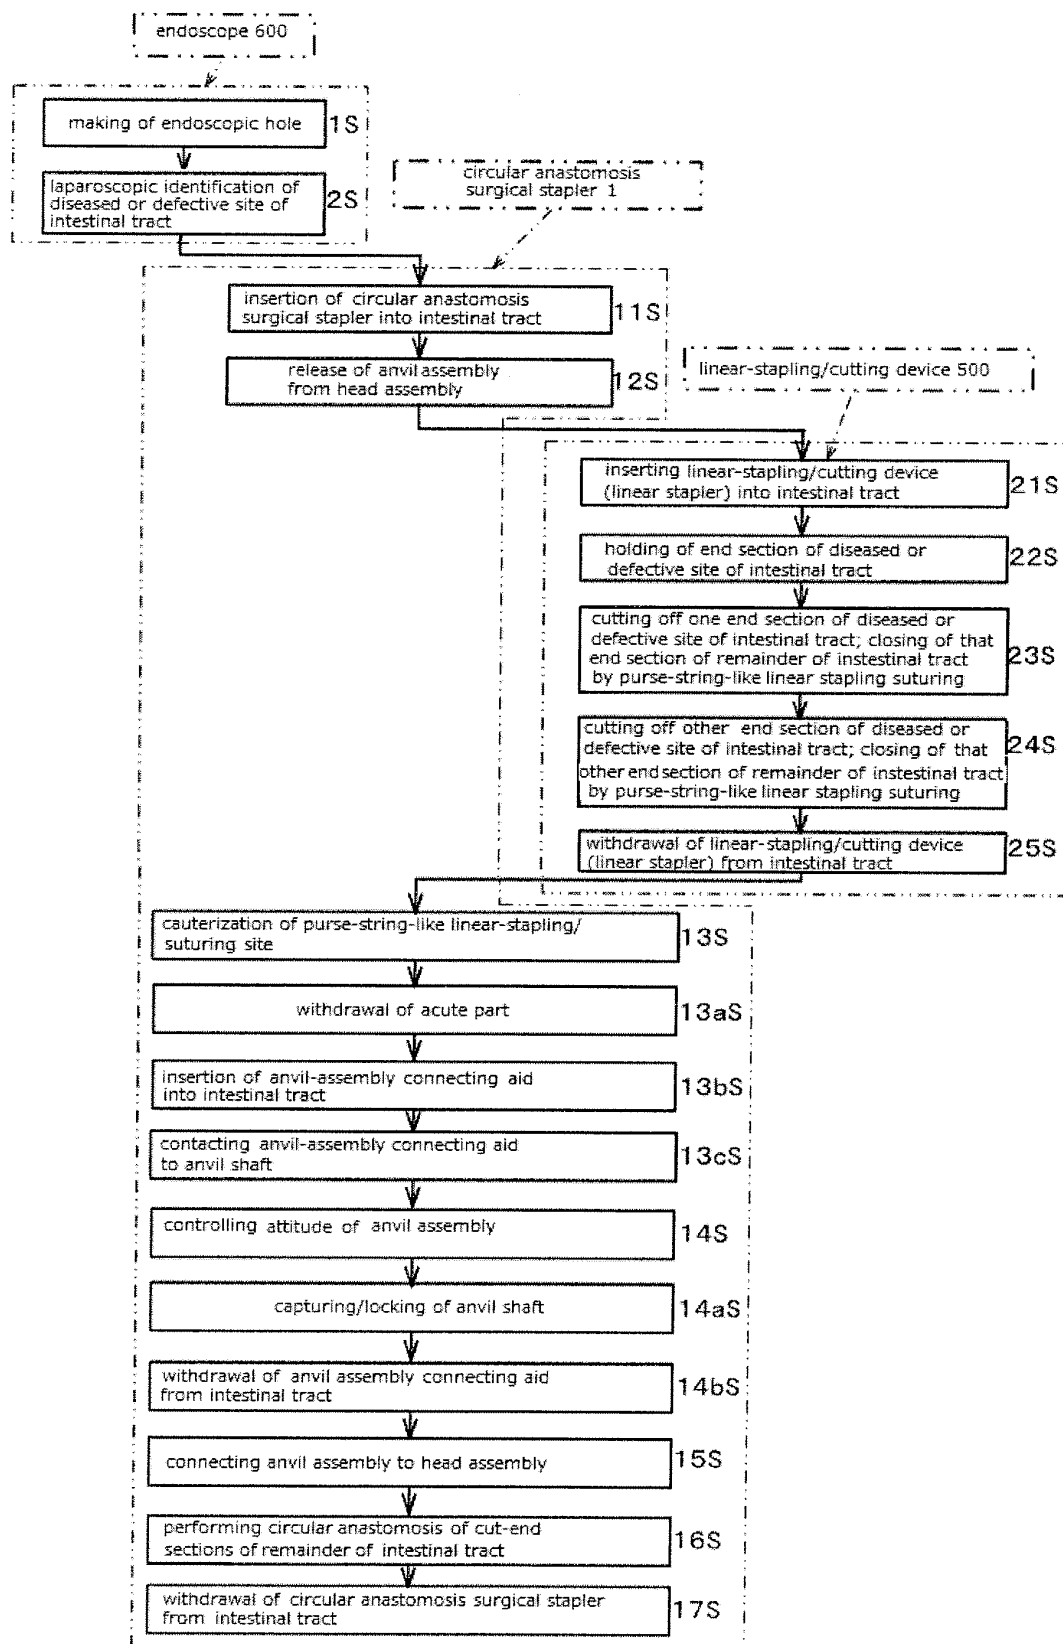 endoscope 600
making of endoscopic hole
1S
laparoscopic identification of
diseased or defective site of
intestinal tract
2S
circular anastomosis
surgical stapler 1
insertion of circular anastomosis
surgical stapler into intestinal tract
11S
release of anvil assembly
from head assembly
12S
linear-stapling/cutting device 500
inserting linear-stapling/cutting device
(linear stapler) into intestinal tract
21S
holding of end section of diseased or
defective site of intestinal tract
22S
cutting off one end section of diseased or
defective site of intestinal tract; closing of that
end section of remainder of instestinal tract
by purse-string-like linear stapling suturing
23S
cutting off other end section of diseased or
defective site of intestinal tract; closing of that
other end section of remainder of instestinal tract
by purse-string-like linear stapling suturing
24S
withdrawal of linear-stapling/cutting device
(linear stapler) from intestinal tract
25S
cauterization of purse-string-like linear-stapling/
suturing site
13S
withdrawal of acute part
13aS
insertion of anvil-assembly connecting aid
into intestinal tract
13bS
contacting anvil-assembly connecting aid
to anvil shaft
13cS
controlling attitude of anvil assembly
14S
capturing/locking of anvil shaft
14aS
withdrawal of anvil assembly connecting aid
from intestinal tract
14bS
connecting anvil assembly to head assembly
15S
performing circular anastomosis of cut-end
sections of remainder of intestinal tract
16S
withdrawal of circular anastomosis surgical stapler
from intestinal tract
17S